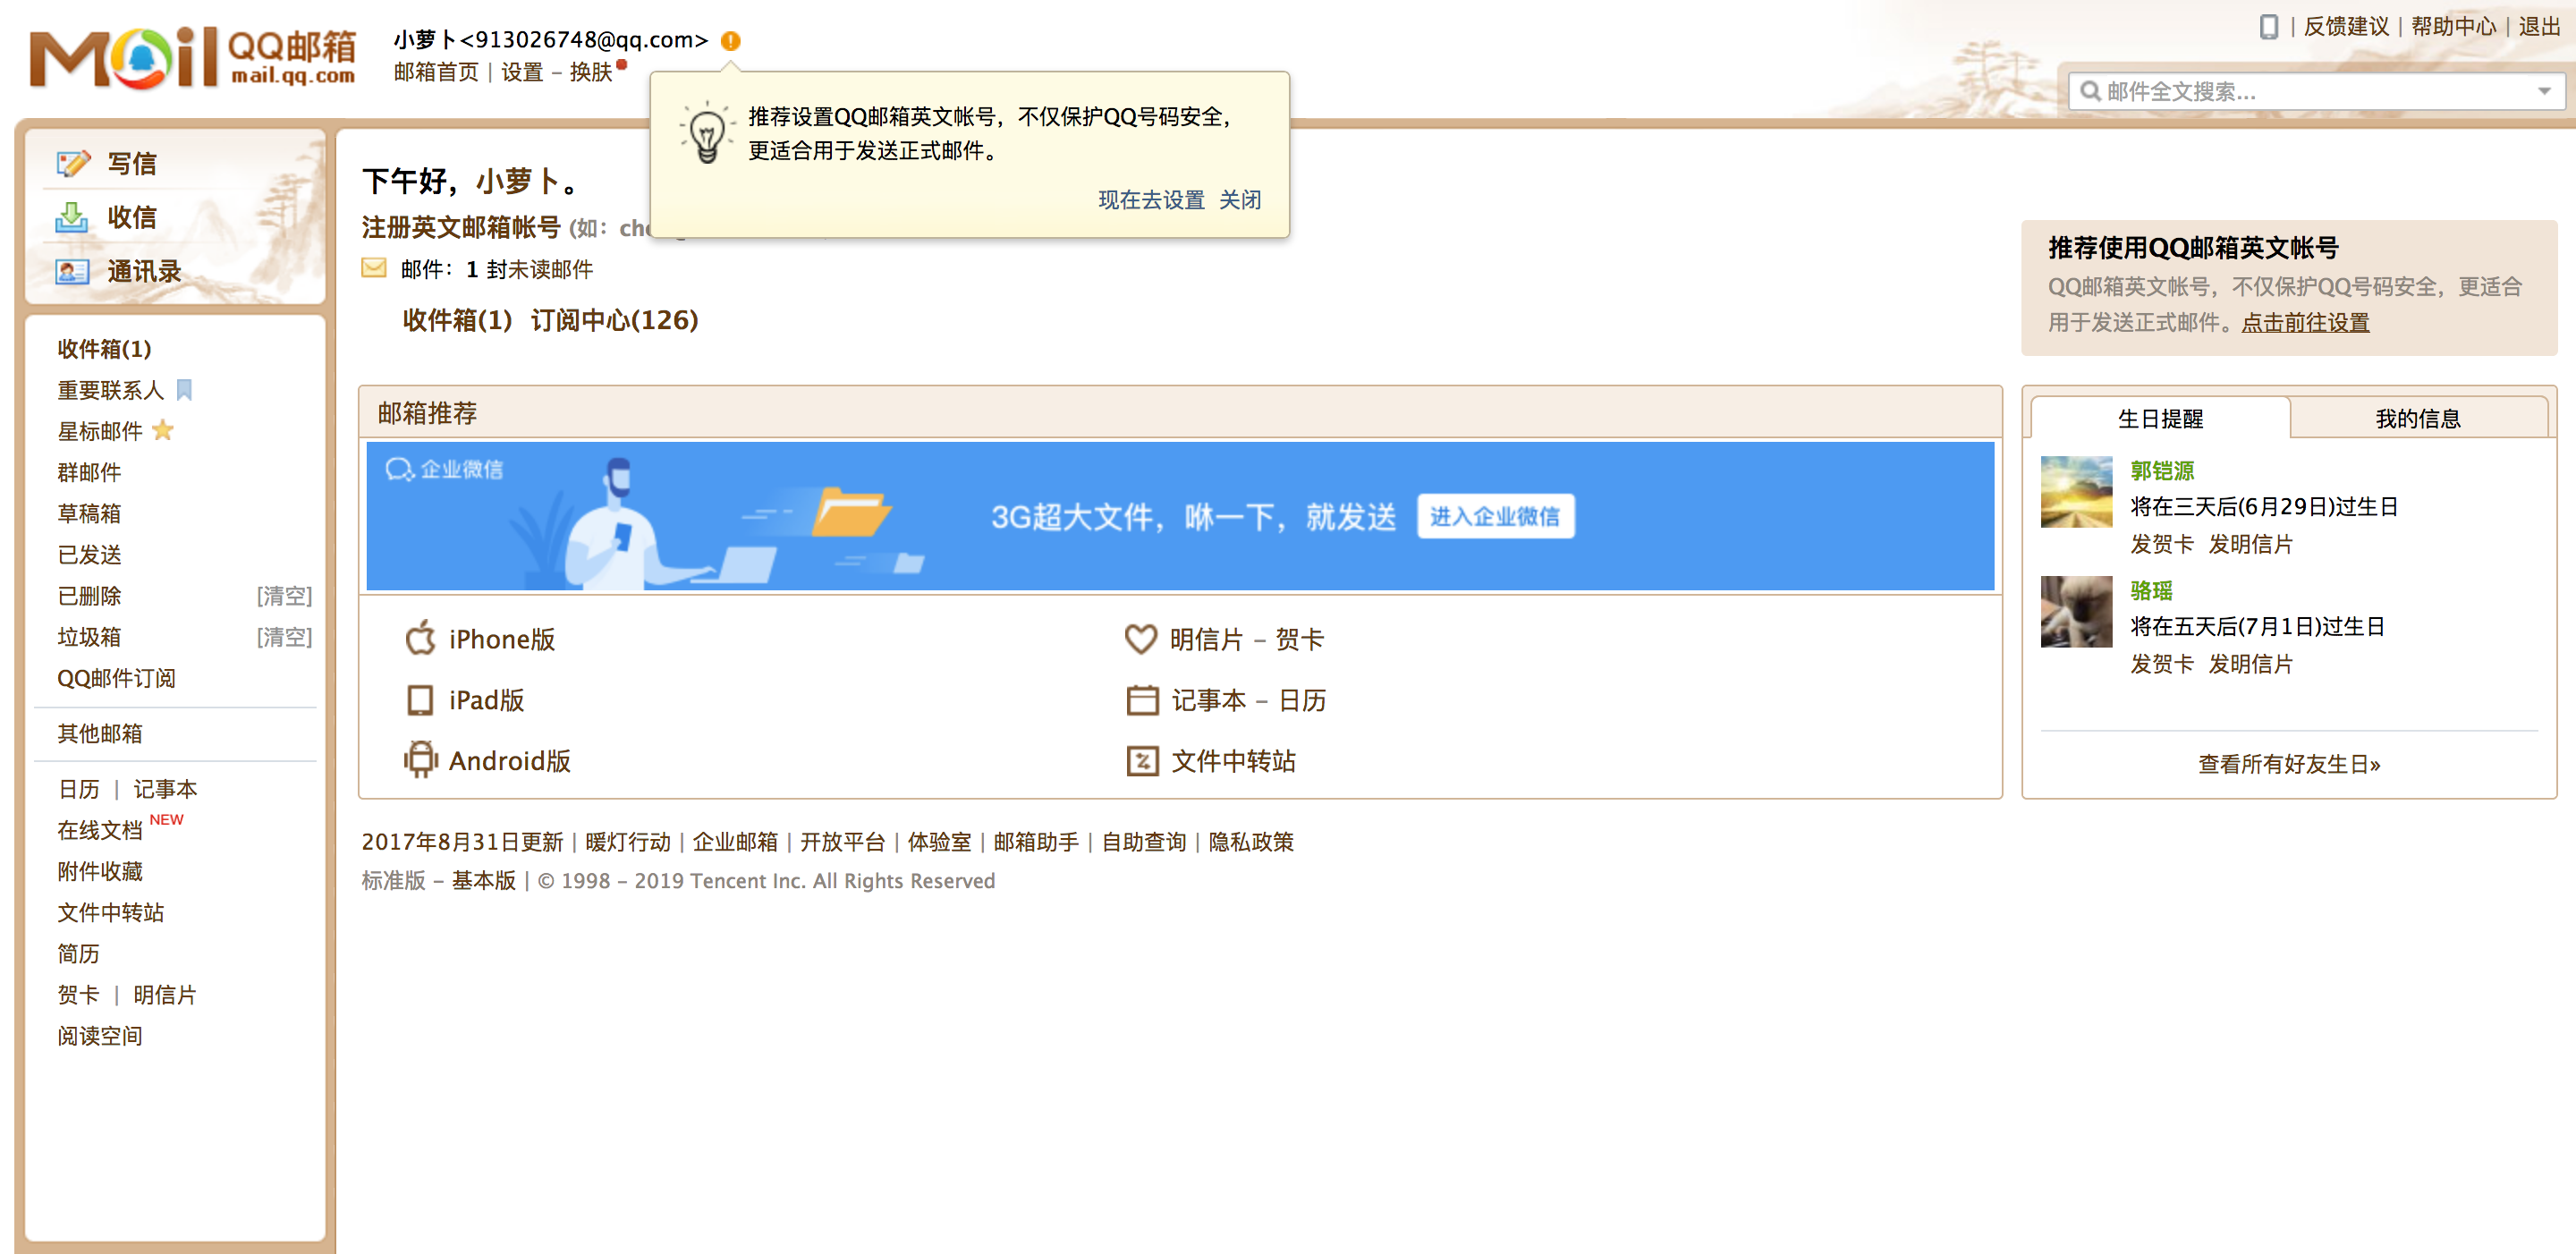 Mail QQ邮箱
mail.qq.com
小萝卜<913026748@qq.com>
邮箱首页 | 设置 - 换肤
| 反馈建议 | 帮助中心 | 退出
邮件全文搜索...
推荐设置QQ邮箱英文帐号，不仅保护QQ号码安全，
更适合用于发送正式邮件。
现在去设置 关闭
写信
收信
通讯录
收件箱(1)
重要联系人
星标邮件
群邮件
草稿箱
已发送
已删除 [清空]
垃圾箱 [清空]
QQ邮件订阅
其他邮箱
日历 | 记事本
在线文档 NEW
附件收藏
文件中转站
简历
贺卡 | 明信片
阅读空间
下午好，小萝卜。
注册英文邮箱帐号 (如：
邮件：1 封未读邮件
收件箱(1) 订阅中心(126)
推荐使用QQ邮箱英文帐号
QQ邮箱英文帐号，不仅保护QQ号码安全，更适合
用于发送正式邮件。点击前往设置
邮箱推荐
企业微信
3G超大文件，咻一下，就发送 进入企业微信
iPhone版
明信片 - 贺卡
iPad版
记事本 - 日历
Android版
文件中转站
生日提醒 我的信息
郭铠源
将在三天后(6月29日)过生日
发贺卡 发明信片
骆瑶
将在五天后(7月1日)过生日
发贺卡 发明信片
查看所有好友生日»
2017年8月31日更新 | 暖灯行动 | 企业邮箱 | 开放平台 | 体验室 | 邮箱助手 | 自助查询 | 隐私政策
标准版 - 基本版 | © 1998 - 2019 Tencent Inc. All Rights Reserved